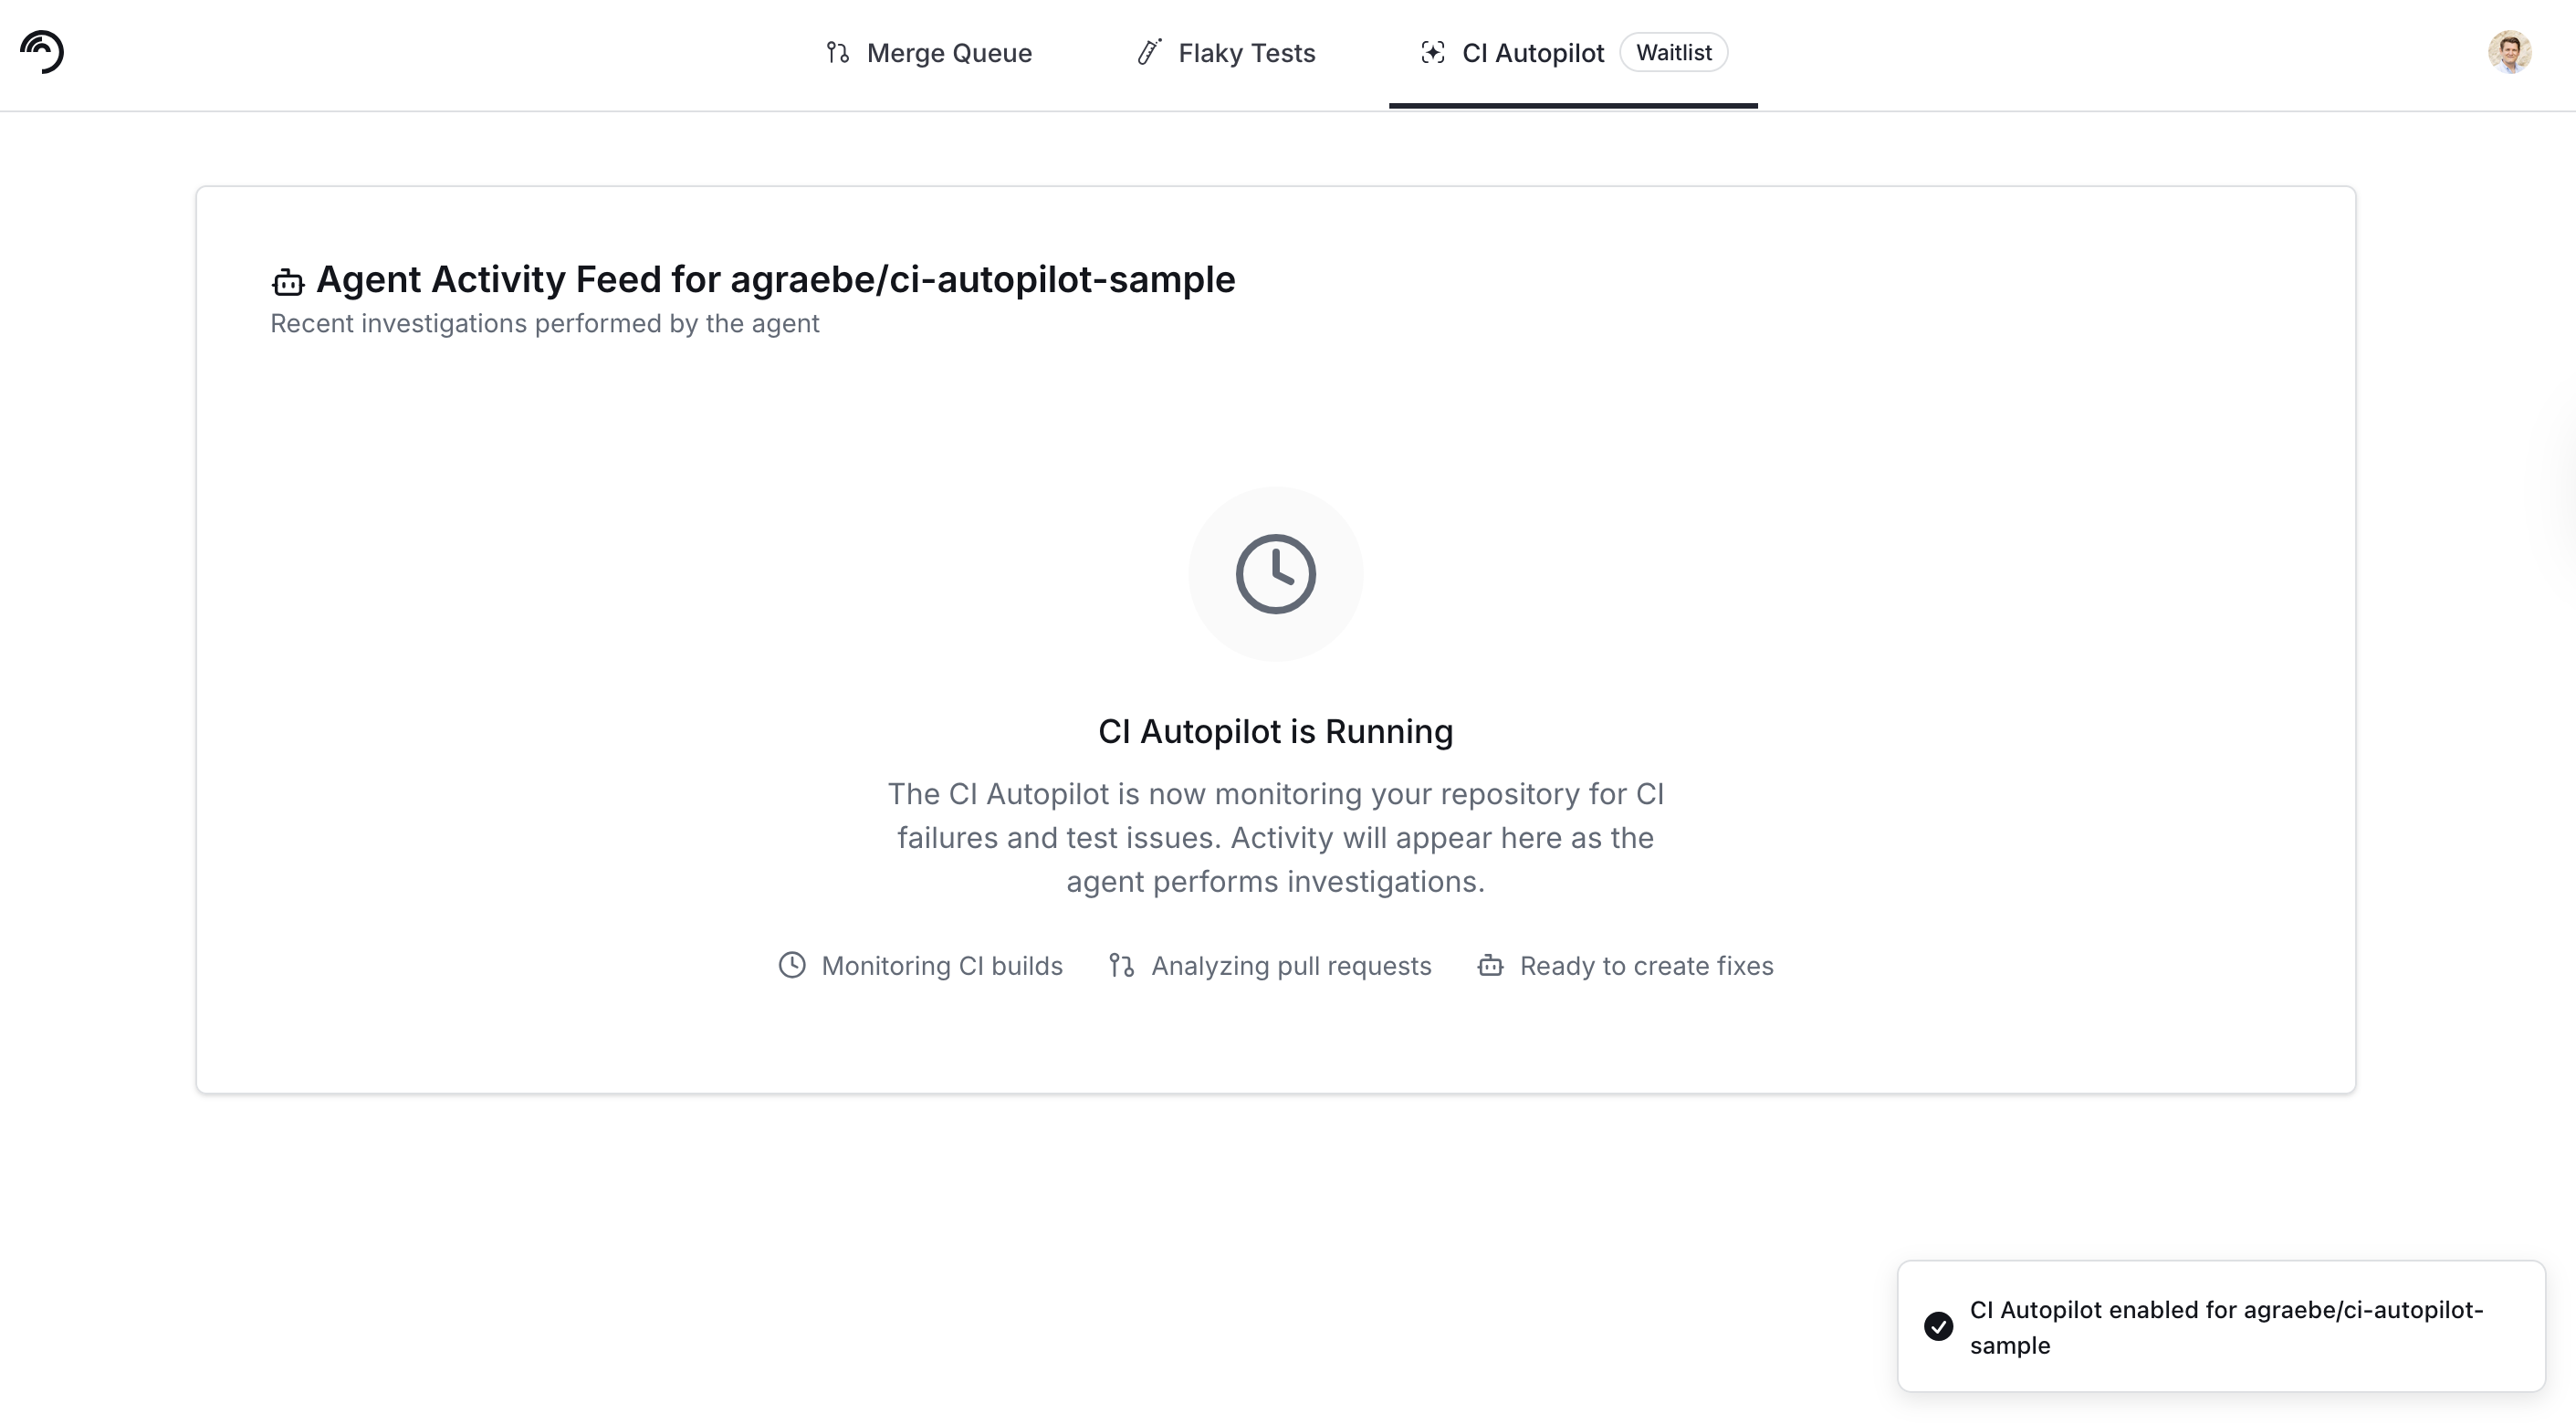 Merge Queue
Flaky Tests
CI Autopilot
Waitlist
Agent Activity Feed for agraebe/ci-autopilot-sample
Recent investigations performed by the agent
CI Autopilot is Running
The CI Autopilot is now monitoring your repository for CI
failures and test issues. Activity will appear here as the
agent performs investigations.
Monitoring CI builds
Analyzing pull requests
Ready to create fixes
CI Autopilot enabled for agraebe/ci-autopilot-
sample